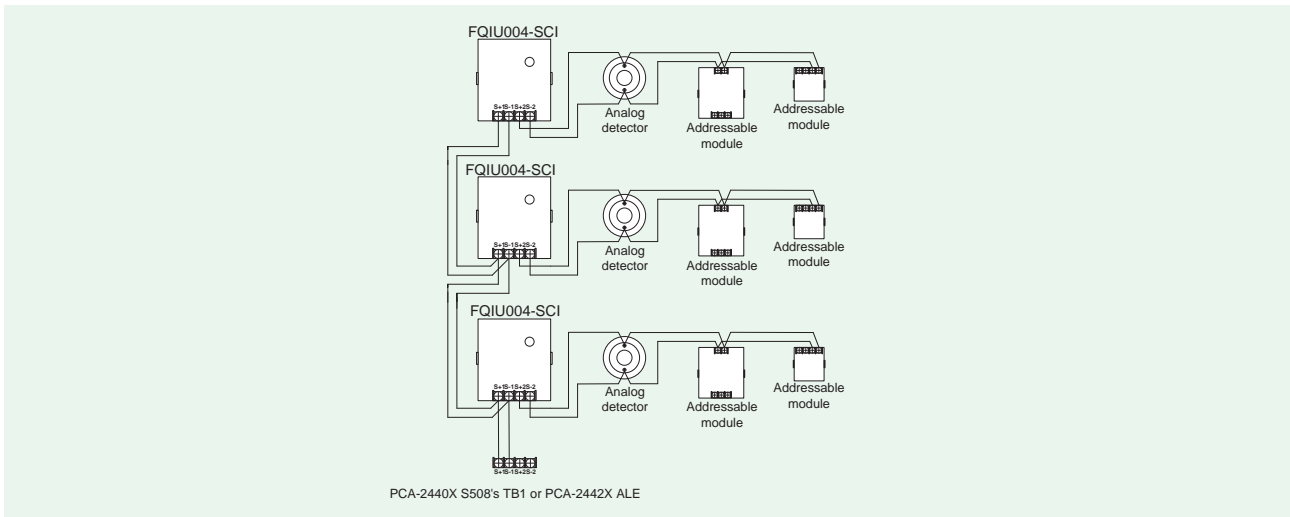 FQIU004-SCI
S+1S-1S+2S-2
Analog
detector
Addressable
module
Addressable
module
FQIU004-SCI
S+1S-1S+2S-2
Analog
detector
Addressable
module
Addressable
module
FQIU004-SCI
S+1S-1S+2S-2
Analog
detector
Addressable
module
Addressable
module
S+1S-1S+2S-2
PCA-2440X S508's TB1 or PCA-2442X ALE